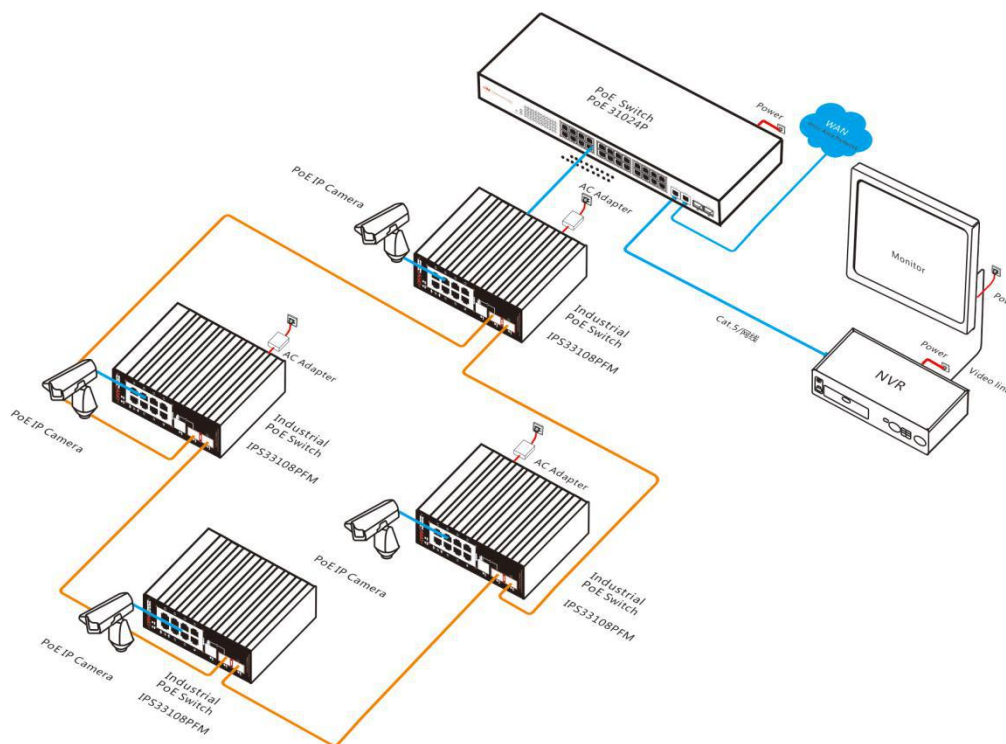 PoE Switch
PoE 31024P
Power
WAN
PoE IP Camera
AC Adapter
Monitor
Industrial
PoE Switch
IPS33108PFM
Cat.5/网线
Power
NVR
Video line
AC Adapter
PoE IP Camera
Industrial
PoE Switch
IPS33108PFM
AC Adapter
PoE IP Camera
Industrial
PoE Switch
IPS33108PFM
PoE IP Camera
Industrial
PoE Switch
IPS33108PFM